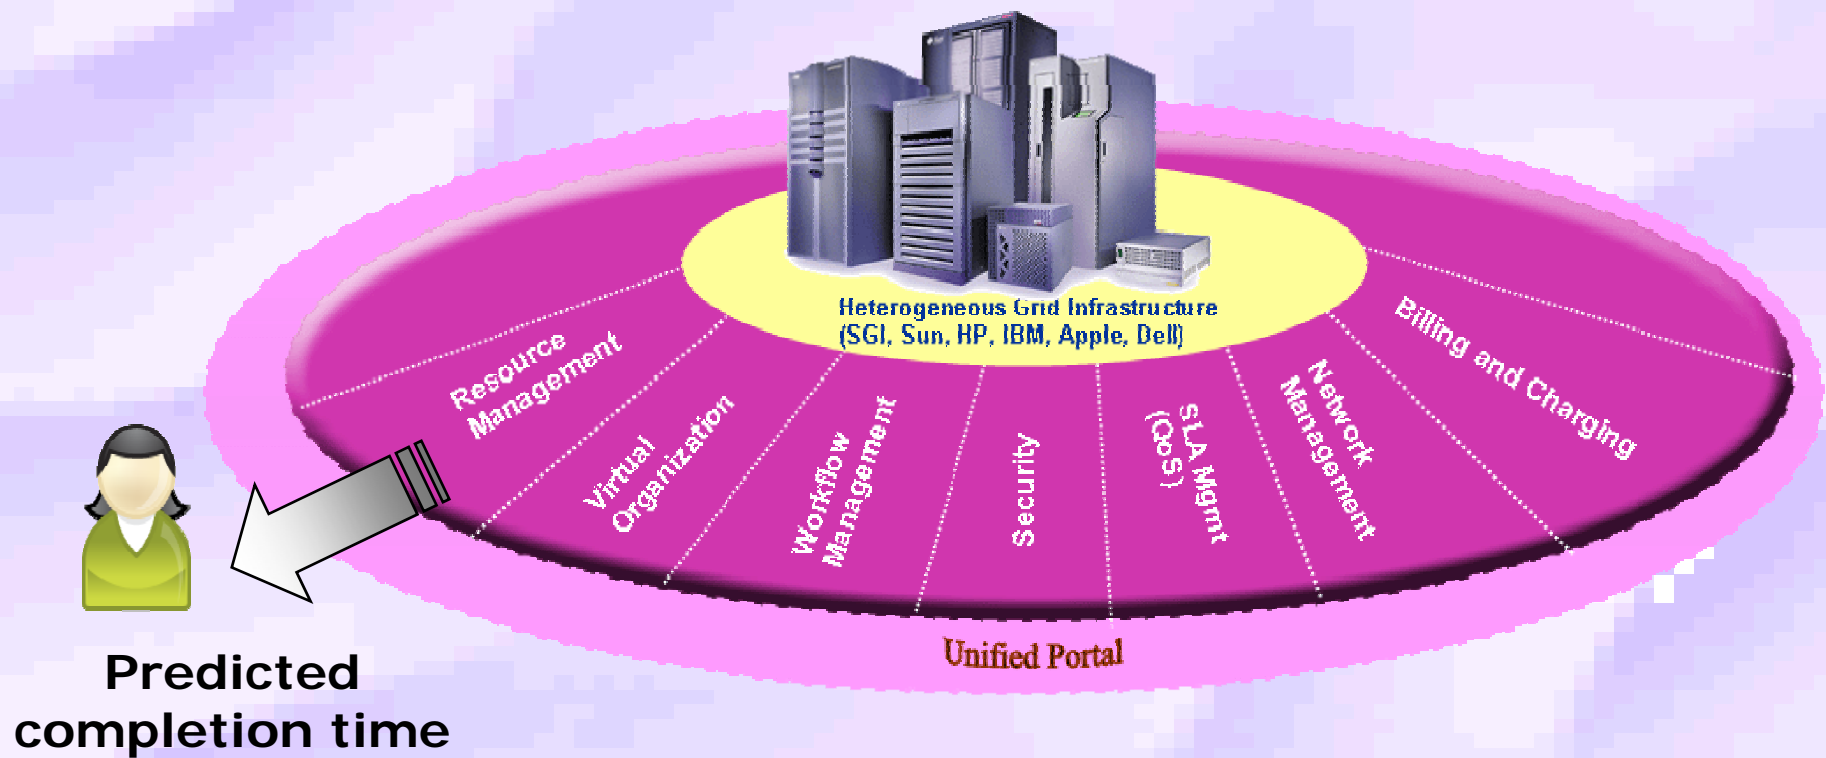 Heterogeneous Grid Infrastructure
(SGI, Sun, HP, IBM, Apple, Dell)
Resource
Management
Virtual
Organization
Workflow
Management
Security
SLA Mgmt
(QoS)
Network
Management
Billing and Charging
Unified Portal
Predicted
completion time